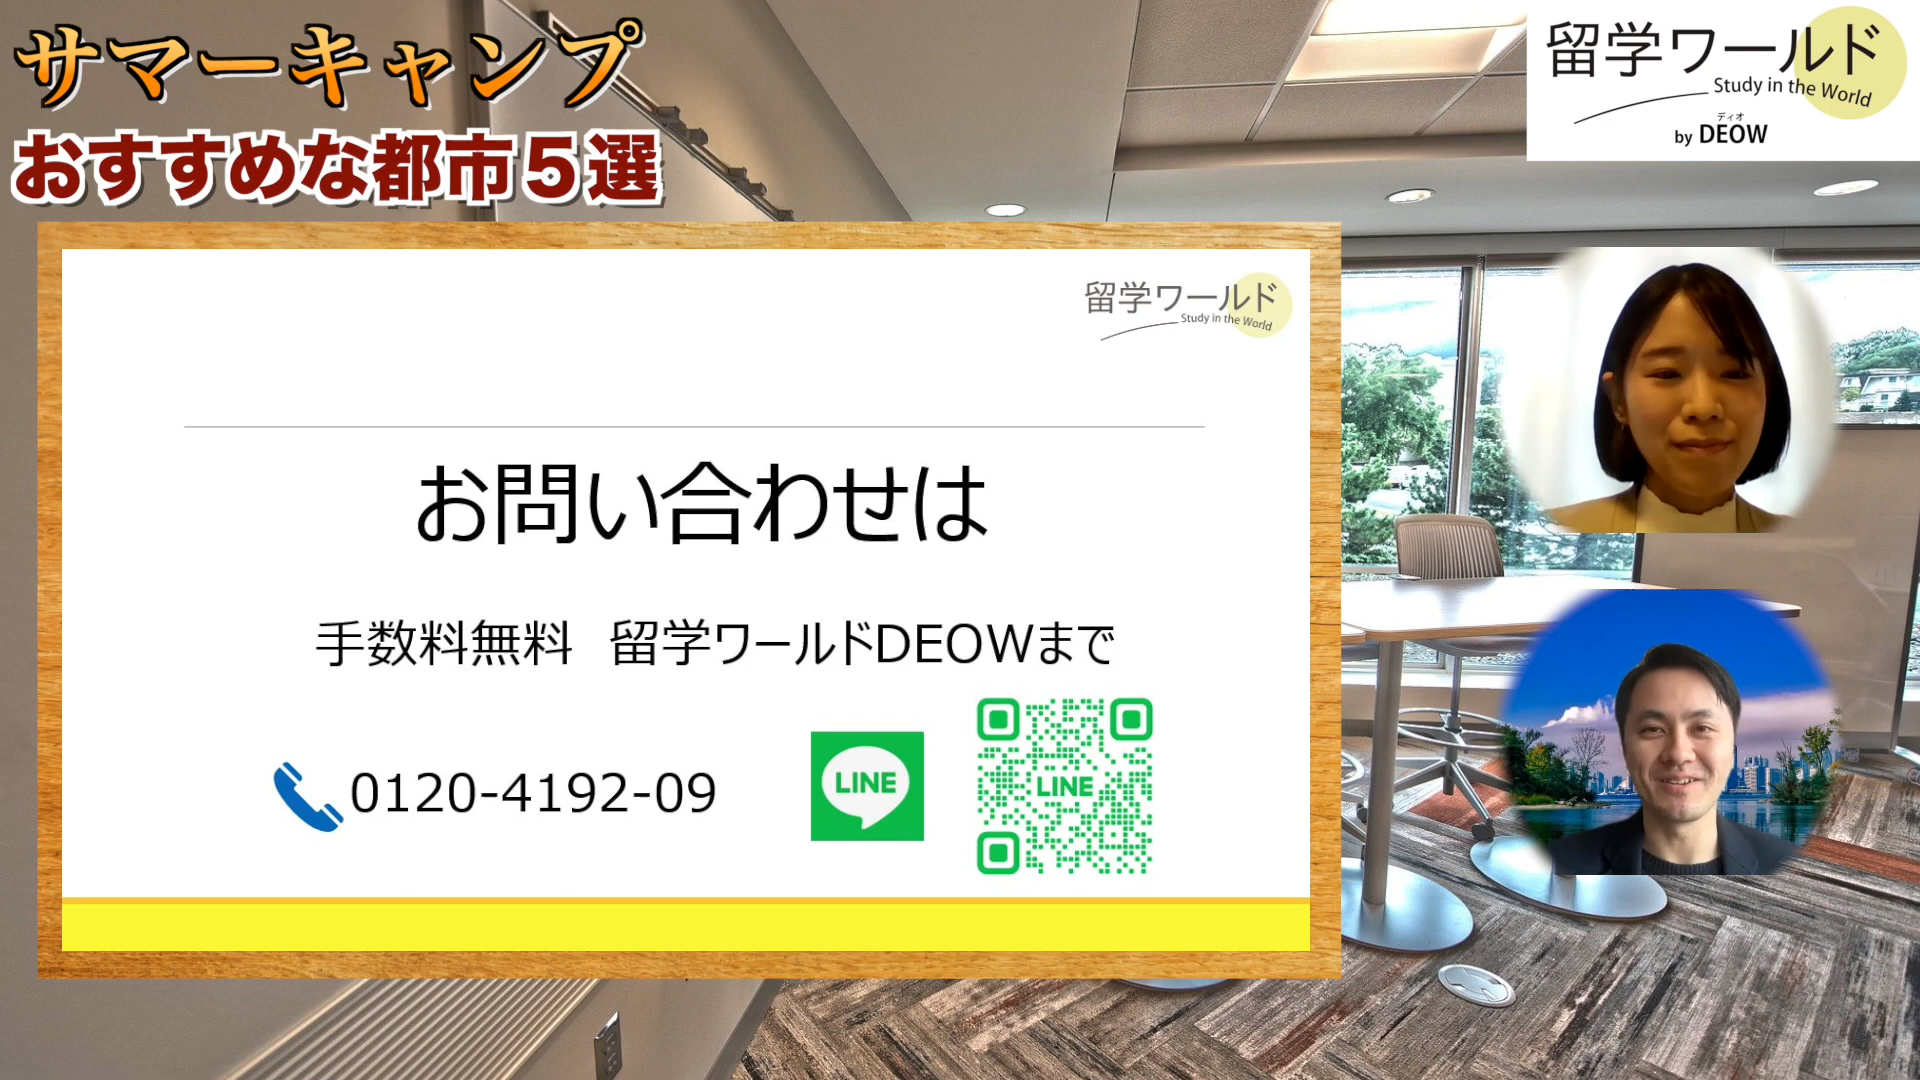 サマーキャンプ
おすすめな都市5選
留学ワールド
Study in the World
ディオ
by DEOW
留学ワールド
Study in the World
お問い合わせは
手数料無料 留学ワールドDEOWまで
0120-4192-09
LINE
LINE